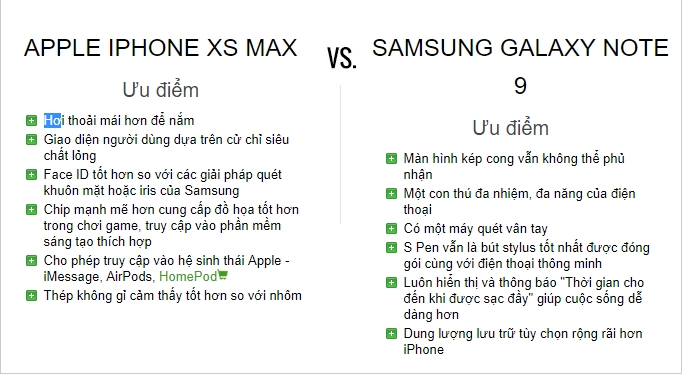 APPLE IPHONE XS MAX
VS.
SAMSUNG GALAXY NOTE
9
Ưu điểm
Hơi thoải mái hơn để nắm
Giao diện người dùng dựa trên cử chỉ siêu
chất lỏng
Face ID tốt hơn so với các giải pháp quét
khuôn mặt hoặc iris của Samsung
Chip mạnh mẽ hơn cung cấp đồ họa tốt hơn
trong chơi game, truy cập vào phần mềm
sáng tạo thích hợp
Cho phép truy cập vào hệ sinh thái Apple -
iMessage, AirPods, HomePod
Thép không gỉ cảm thấy tốt hơn so với nhôm
Ưu điểm
Màn hình kép cong vẫn không thể phủ
nhận
Một con thú đa nhiệm, đa năng của điện
thoại
Có một máy quét vân tay
S Pen vẫn là bút stylus tốt nhất được đóng
gói cùng với điện thoại thông minh
Luôn hiển thị và thông báo "Thời gian cho
đến khi được sạc đầy" giúp cuộc sống dễ
dàng hơn
Dung lượng lưu trữ tùy chọn rộng rãi hơn
iPhone